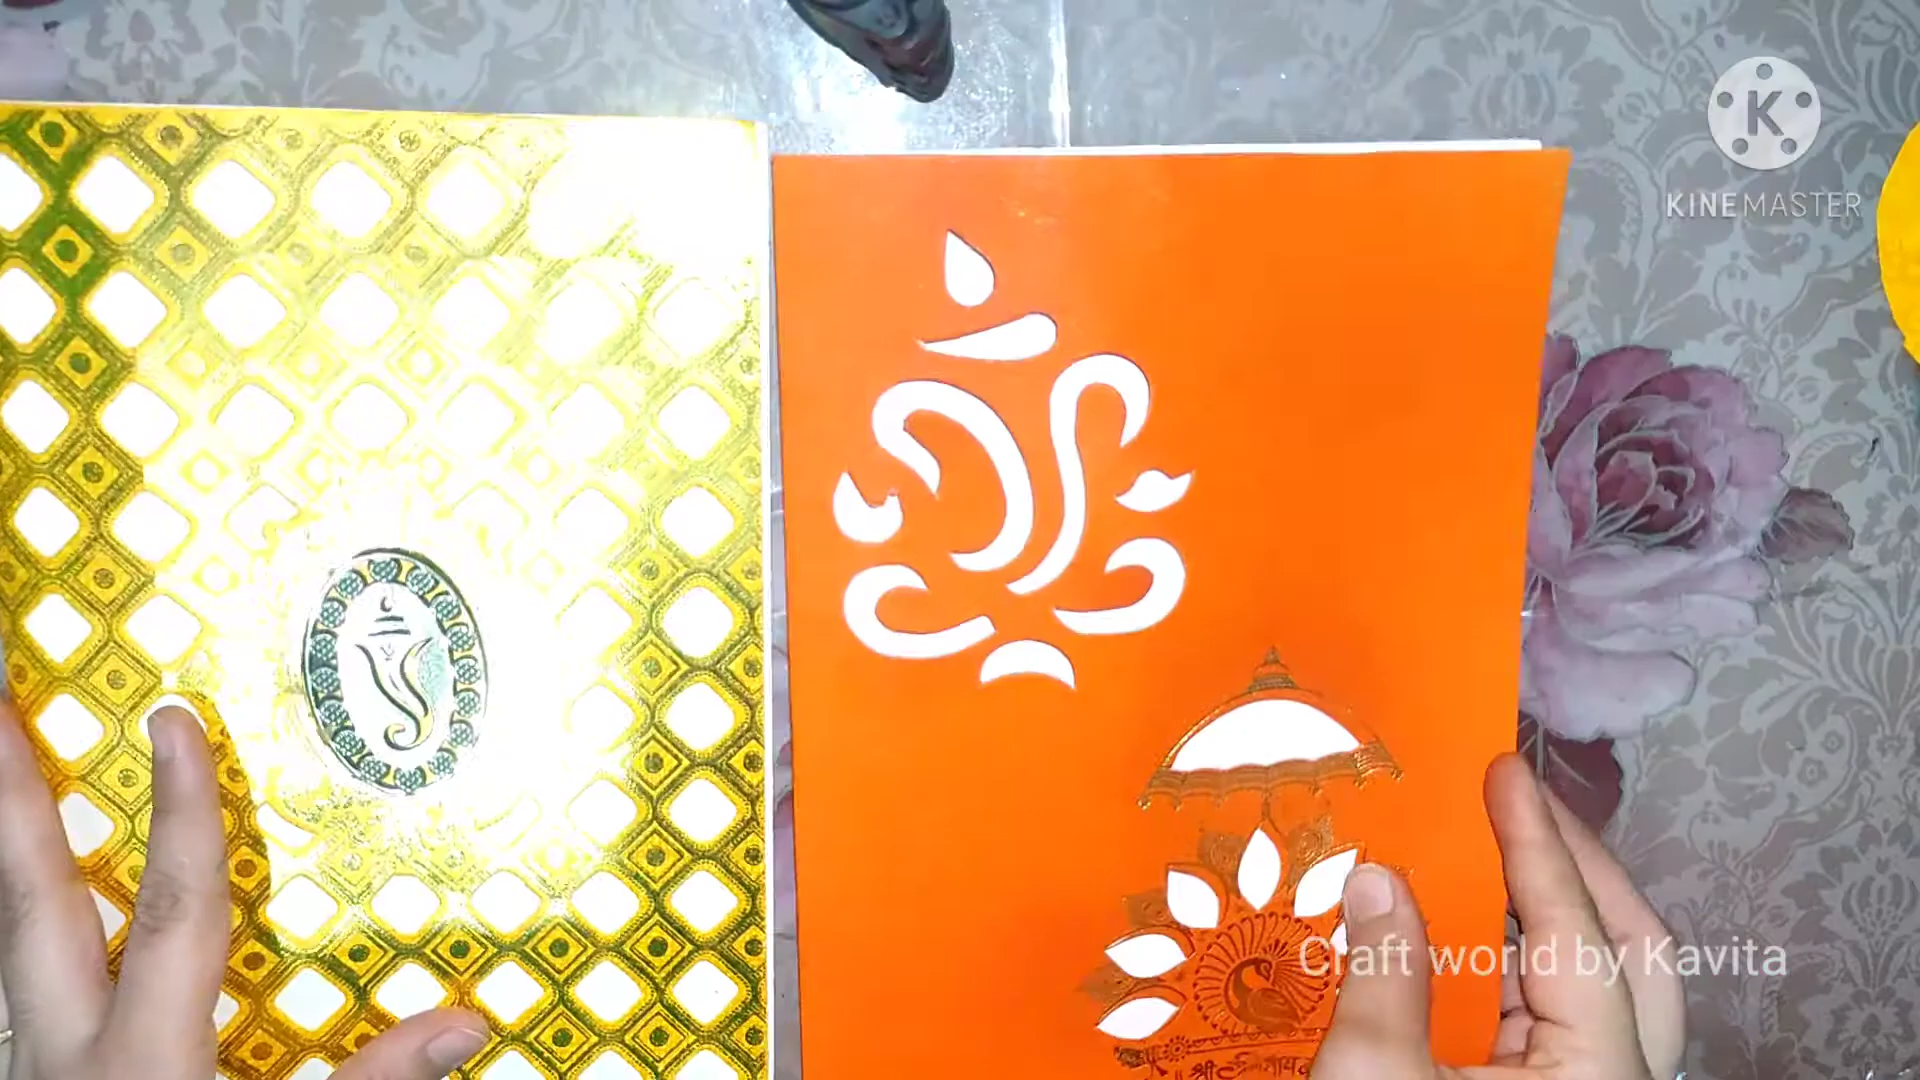 K
KINEMASTER
Craft world by Kavita
॥ श्री